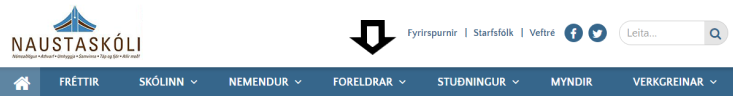 Fyrirspurnir | Starfsfólk | Veftré
Leita...
NAUSTASKÓLI
FRÉTTIR SKÓLINN NEMENDUR FORELDRAR STUÐNINGUR MYNDIR VERKGREINAR